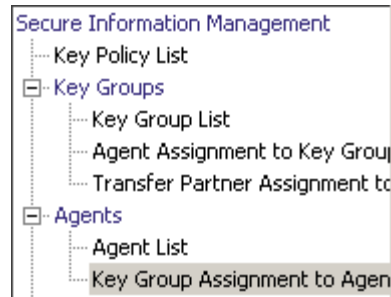 Secure Information Management
Key Policy List
Key Groups
Key Group List
Agent Assignment to Key Grou
Transfer Partner Assignment to
Agents
Agent List
Key Group Assignment to Agen